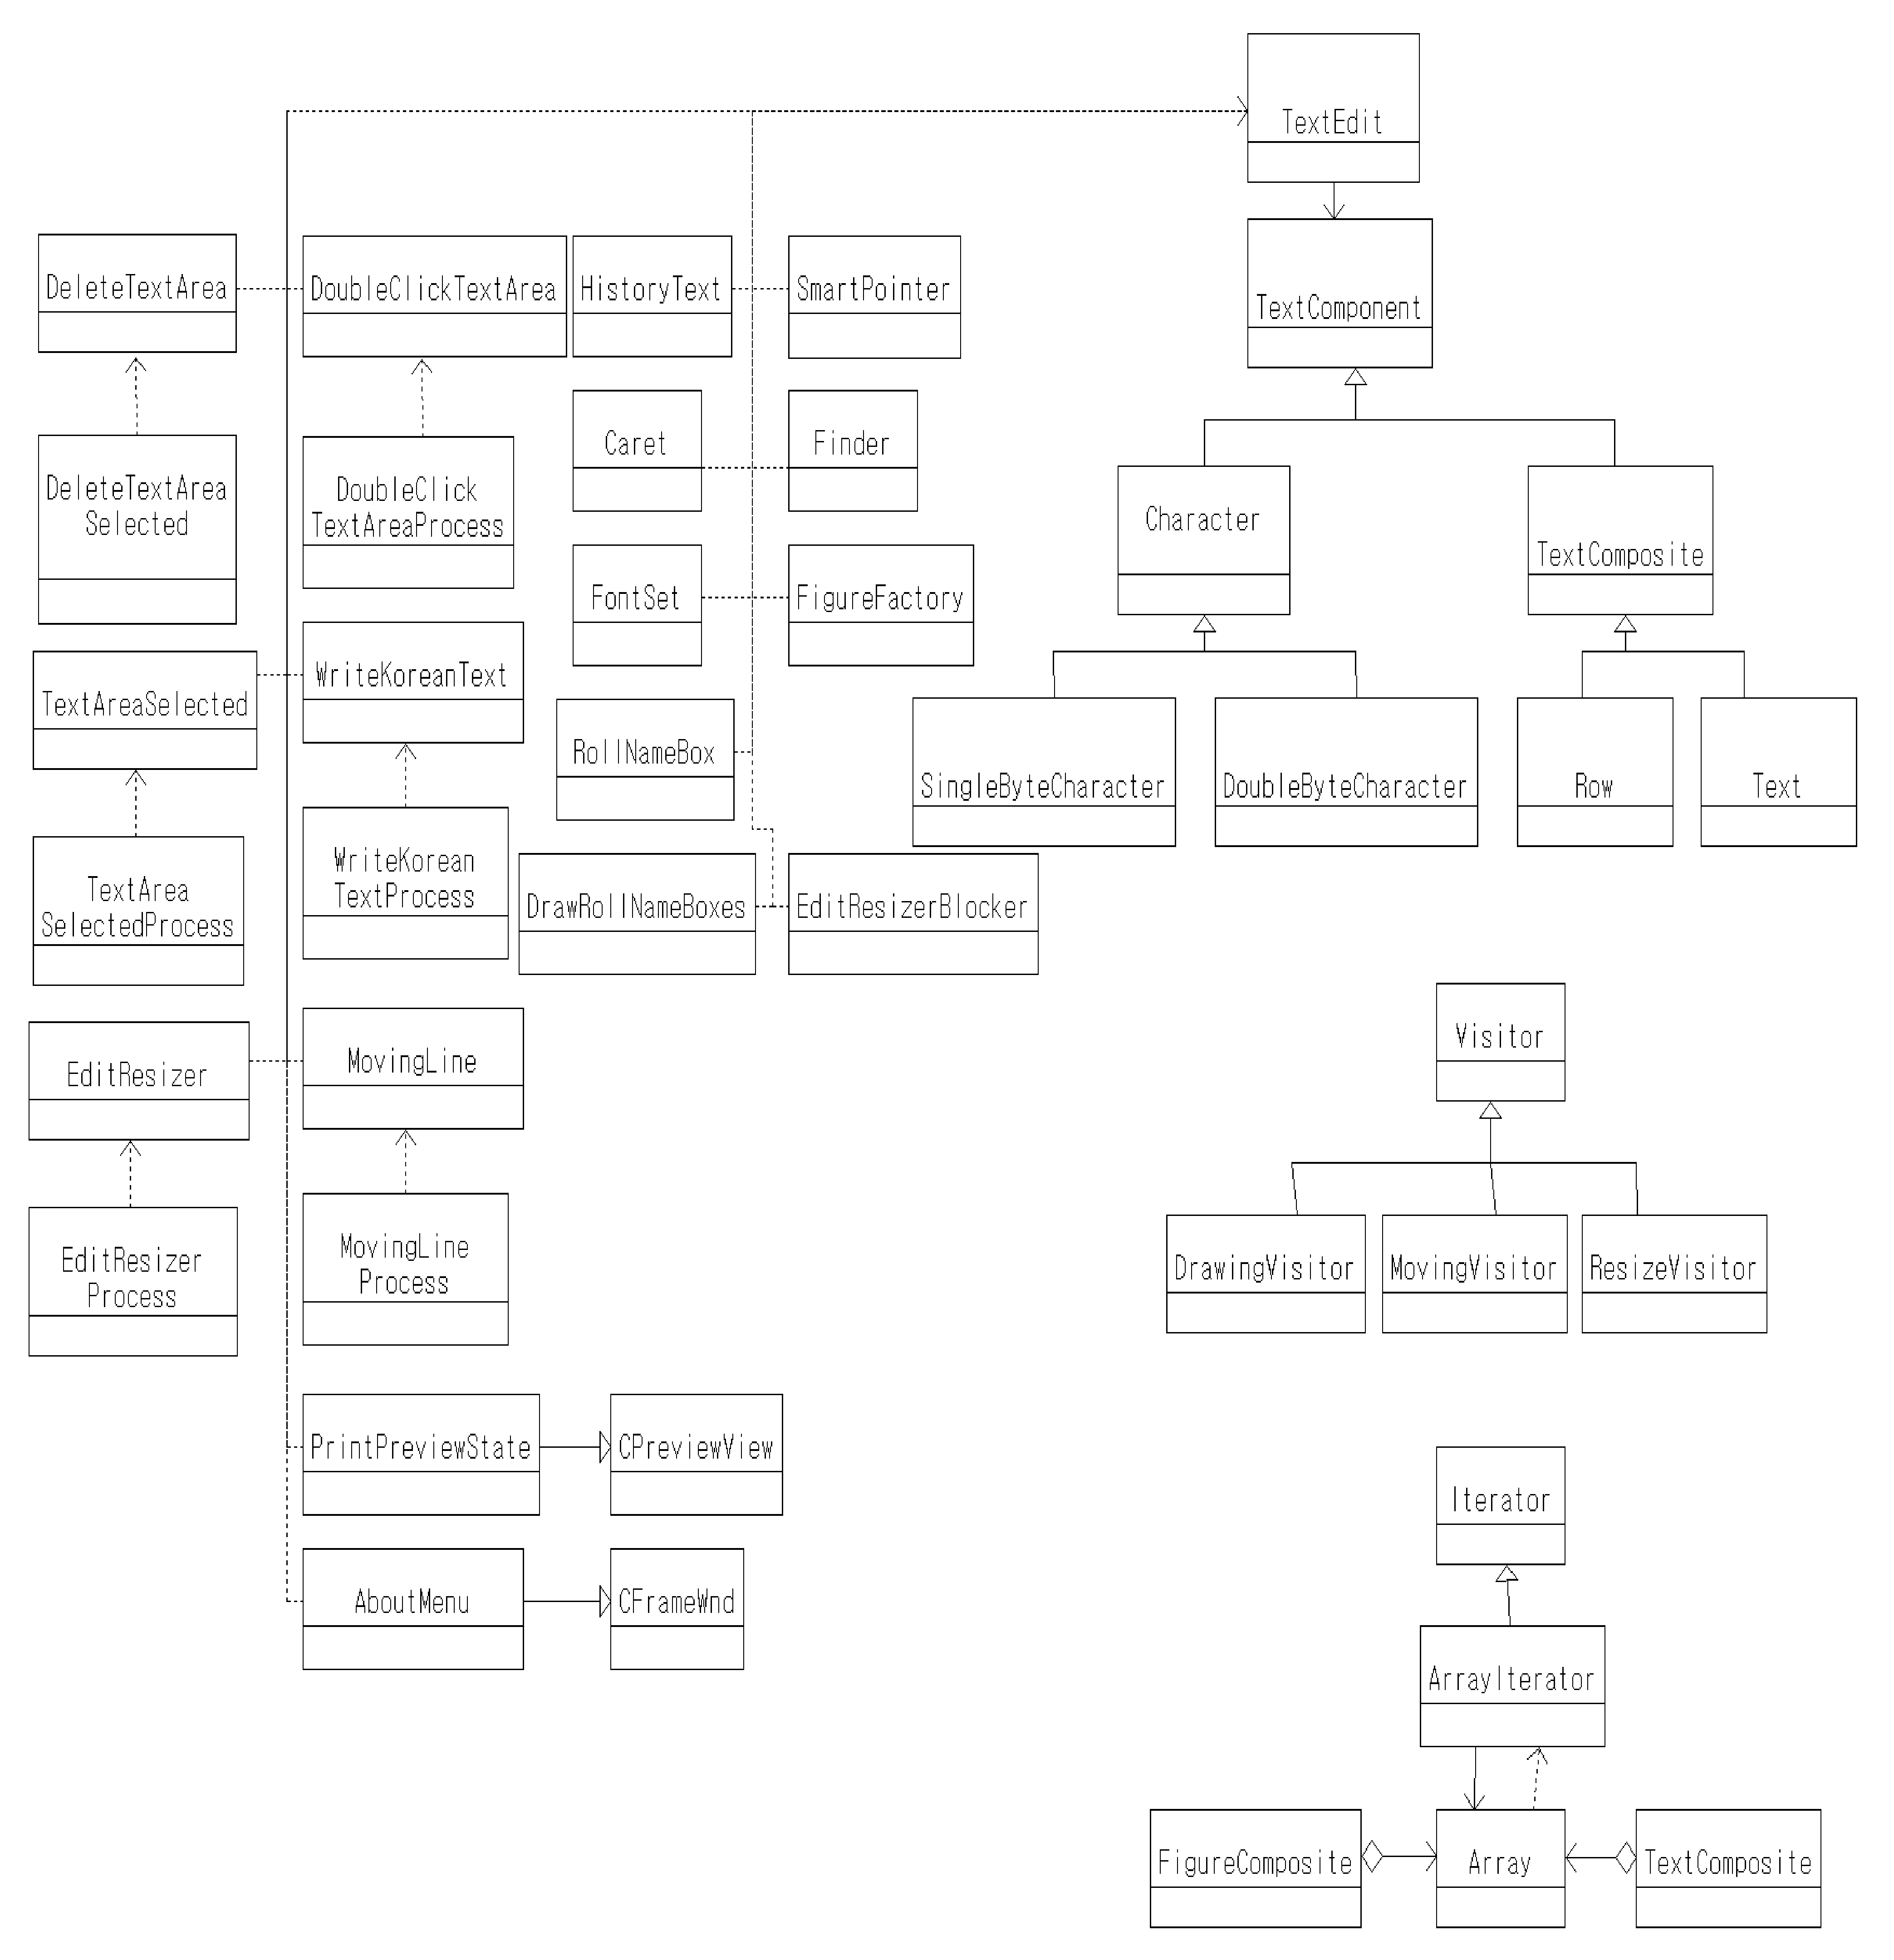 TextEdit
TextComponent
DeleteTextArea
DoubleClickTextArea
HistoryText
SmartPointer
Caret
Finder
DeleteTextArea
Selected
DoubleClick
TextAreaProcess
Character
TextComposite
FontSet
FigureFactory
TextAreaSelected
WriteKoreanText
RollNameBox
SingleByteCharacter
DoubleByteCharacter
Row
Text
TextArea
SelectedProcess
WriteKorean
TextProcess
DrawRollNameBoxes
EditResizerBlocker
EditResizer
MovingLine
Visitor
EditResizer
Process
MovingLine
Process
DrawingVisitor
MovingVisitor
ResizeVisitor
PrintPreviewState
CPreviewView
Iterator
AboutMenu
CFrameWnd
ArrayIterator
FigureComposite
Array
TextComposite